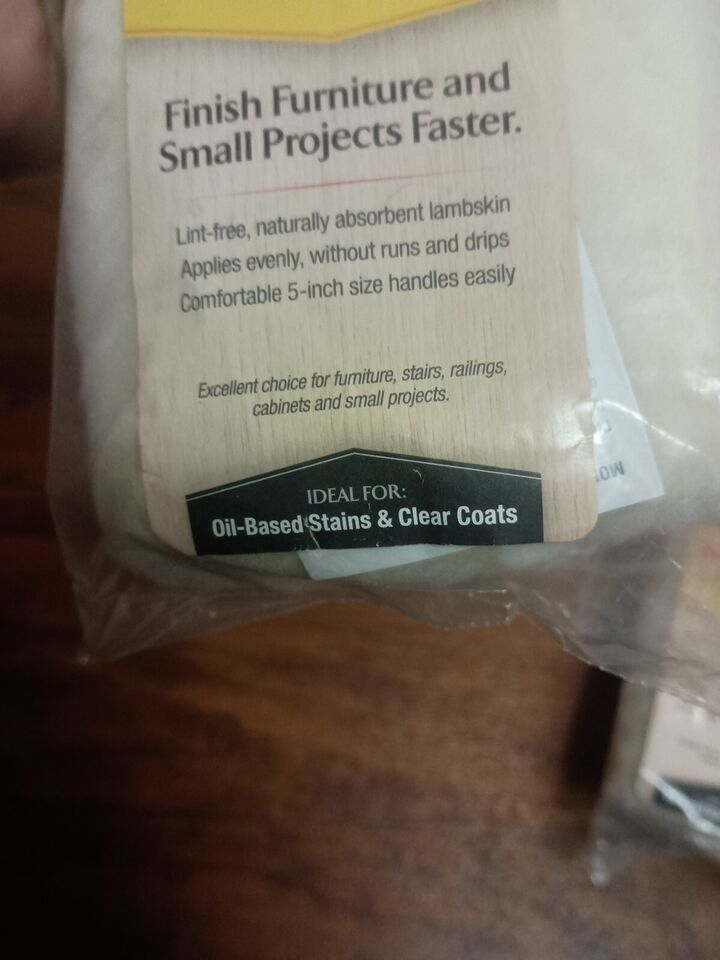 Finish Furniture and
Small Projects Faster.
Lint-free, naturally absorbent lambskin
Applies evenly, without runs and drips
Comfortable 5-inch size handles easily
Excellent choice for furniture, stairs, railings,
cabinets and small projects.
IDEAL FOR:
Oil-Based Stains & Clear Coats